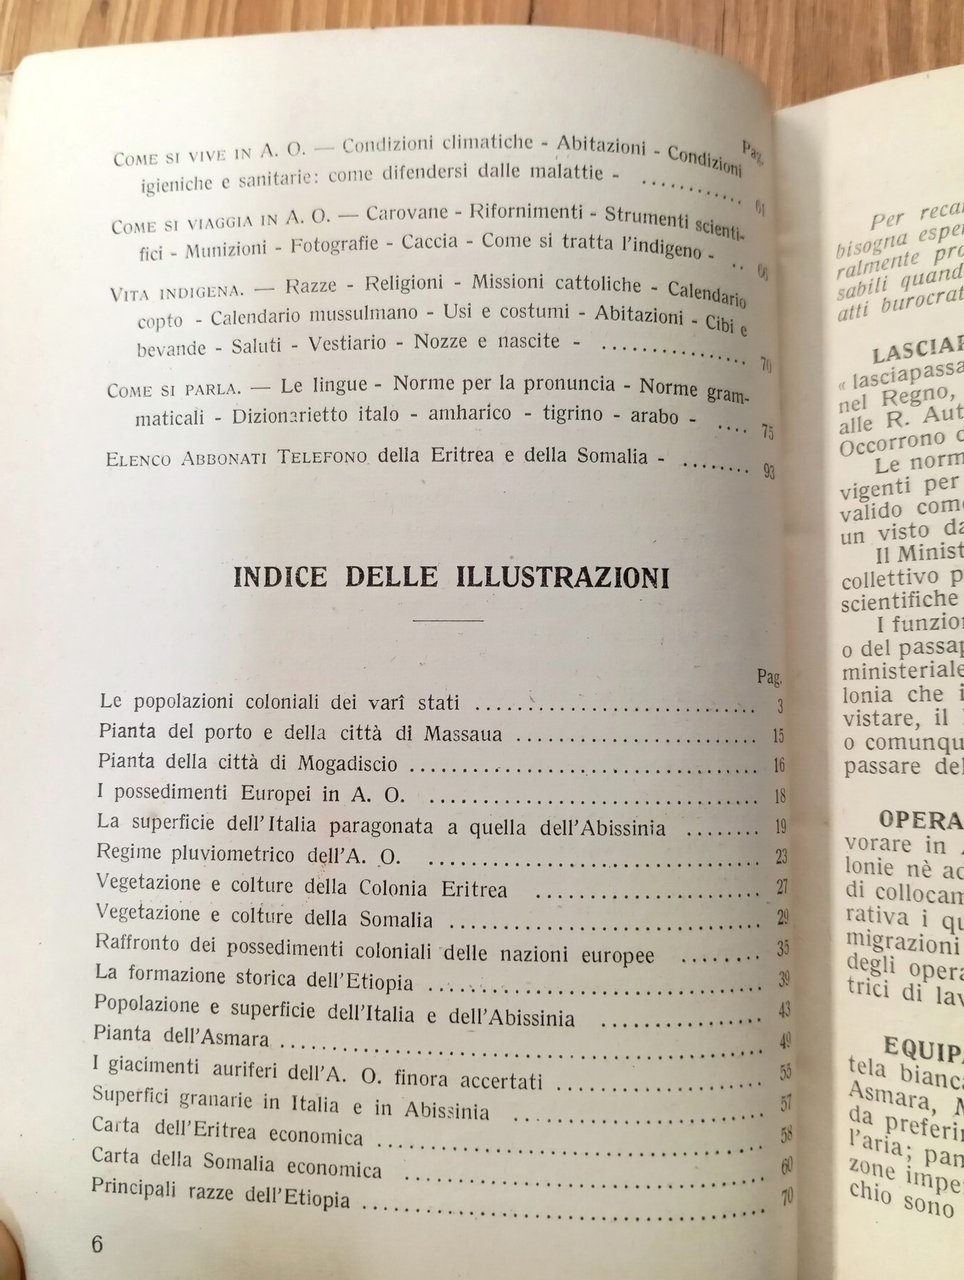 Pag.
COME SI VIVE IN A. O. — Condizioni climatiche - Abitazioni - Condizioni
igieniche e sanitarie: come difendersi dalle malattie - ............ 61
COME SI VIAGGIA IN A. O. — Carovane - Rifornimenti - Strumenti scienti-
fici - Munizioni - Fotografie - Caccia - Come si tratta l'indigeno - .. 66
VITA INDIGENA. — Razze - Religioni - Missioni cattoliche - Calendario
copto - Calendario mussulmano - Usi e costumi - Abitazioni - Cibi e
bevande - Saluti - Vestiario - Nozze e nascite - ................ 70
COME SI PARLA. — Le lingue - Norme per la pronuncia - Norme gram-
maticali - Dizionarietto italo - amharico - tigrino - arabo - .... 75
ELENCO ABBONATI TELEFONO della Eritrea e della Somalia - ........ 93
INDICE DELLE ILLUSTRAZIONI
Pag.
Le popolazioni coloniali dei varî stati ............................ 3
Pianta del porto e della città di Massaua ........................ 15
Pianta della città di Mogadiscio ................................... 16
I possedimenti Europei in A. O. ................................. 18
La superficie dell'Italia paragonata a quella dell'Abissinia ........ 19
Regime pluviometrico dell'A. O. ................................. 23
Vegetazione e colture della Colonia Eritrea ....................... 27
Vegetazione e colture della Somalia ............................... 29
Raffronto dei possedimenti coloniali delle nazioni europee ........ 35
La formazione storica dell'Etiopia ................................. 39
Popolazione e superficie dell'Italia e dell'Abissinia ................ 43
Pianta dell'Asmara ................................................ 49
I giacimenti auriferi dell'A. O. finora accertati ..................... 55
Superfici granarie in Italia e in Abissinia ......................... 57
Carta dell'Eritrea economica ...................................... 58
Carta della Somalia economica .................................... 60
Principali razze dell'Etiopia ........................................ 70
6
Per reca
bisogna espe
ralmente pro
sabili quand
atti burocrat
LASCIAP
« lasciapassa
nel Regno,
alle R. Aut
Occorrono
Le norm
vigenti per
valido com
un visto da
Il Minist
collettivo p
scientifiche
I funzion
o del passap
ministeriale
lonia che i
vistare, il
o comunqu
passare del
OPERA
vorare in
lonie nè ac
di collocam
rativa i qu
migrazioni
degli opera
trici di lav
EQUIPA
tela bianca
Asmara, M
da preferir
l'aria; pan
zone impe
chio sono